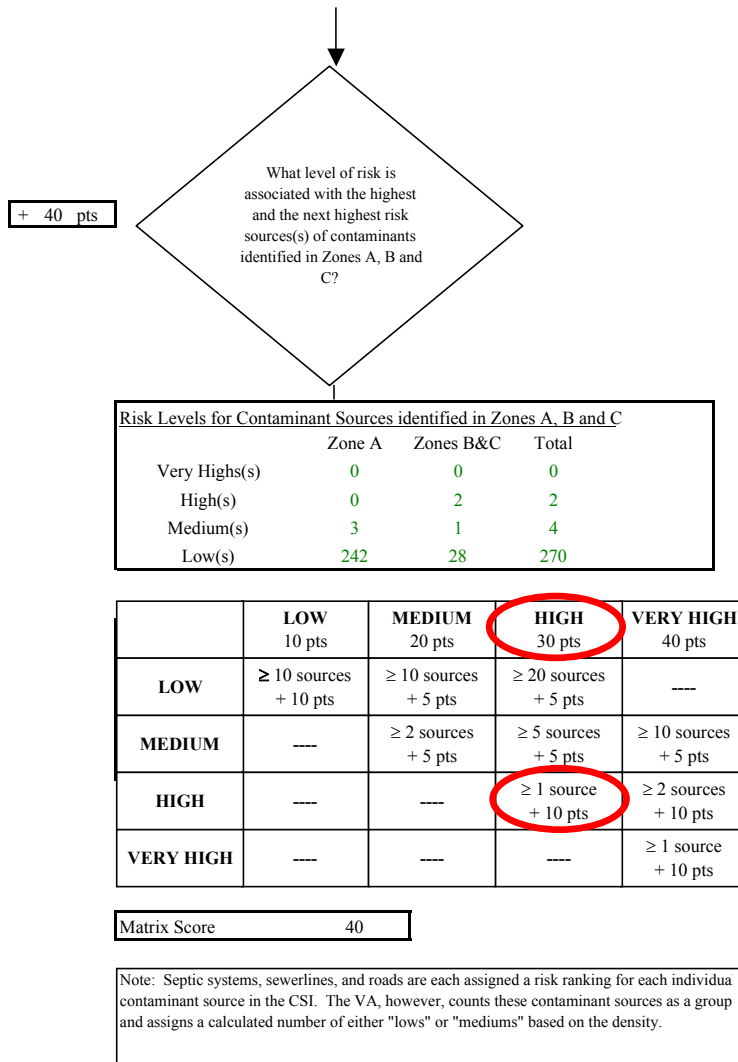 What level of risk is
associated with the highest
+ 40 pts
and the next highest risk
sources(s) of contaminants
identified in Zones A, B and
C?
Risk Levels for Contaminant Sources identified in Zones A, B and C
Zone A Zones B&C Total
Very Highs(s) 0 0 0
High(s) 0 2 2
Medium(s) 3 1 4
Low(s) 242 28 270
LOW MEDIUM HIGH VERY HIGH
10 pts 20 pts 30 pts 40 pts
LOW ≥ 10 sources ≥ 10 sources ≥ 20 sources ----
+ 10 pts + 5 pts + 5 pts
MEDIUM ---- ≥ 2 sources ≥ 5 sources ≥ 10 sources
+ 5 pts + 5 pts + 5 pts
HIGH ---- ---- ≥ 1 source ≥ 2 sources
+ 10 pts + 10 pts
VERY HIGH ---- ---- ---- ≥ 1 source
+ 10 pts
Matrix Score 40
Note: Septic systems, sewerlines, and roads are each assigned a risk ranking for each individua
contaminant source in the CSI. The VA, however, counts these contaminant sources as a group
and assigns a calculated number of either "lows" or "mediums" based on the density.